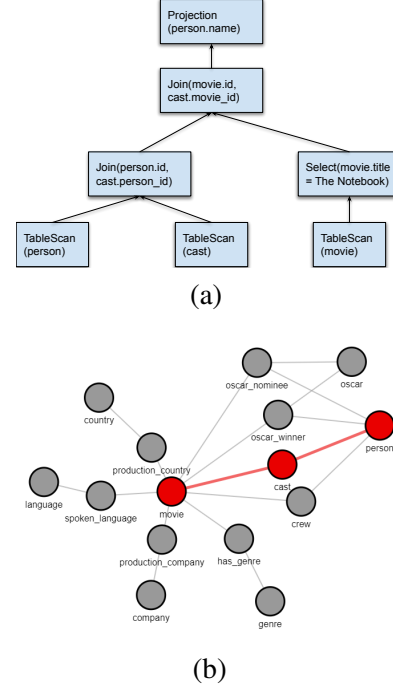 Projection
(person.name)
Join(movie.id,
cast.movie_id)
Join(person.id,
cast.person_id)
Select(movie.title
= The Notebook)
TableScan
(person)
TableScan
(cast)
TableScan
(movie)
(a)
oscar_nominee
oscar
country
oscar_winner
person
production_country
cast
language
movie
spoken_language
crew
production_company
has_genre
company
genre
(b)